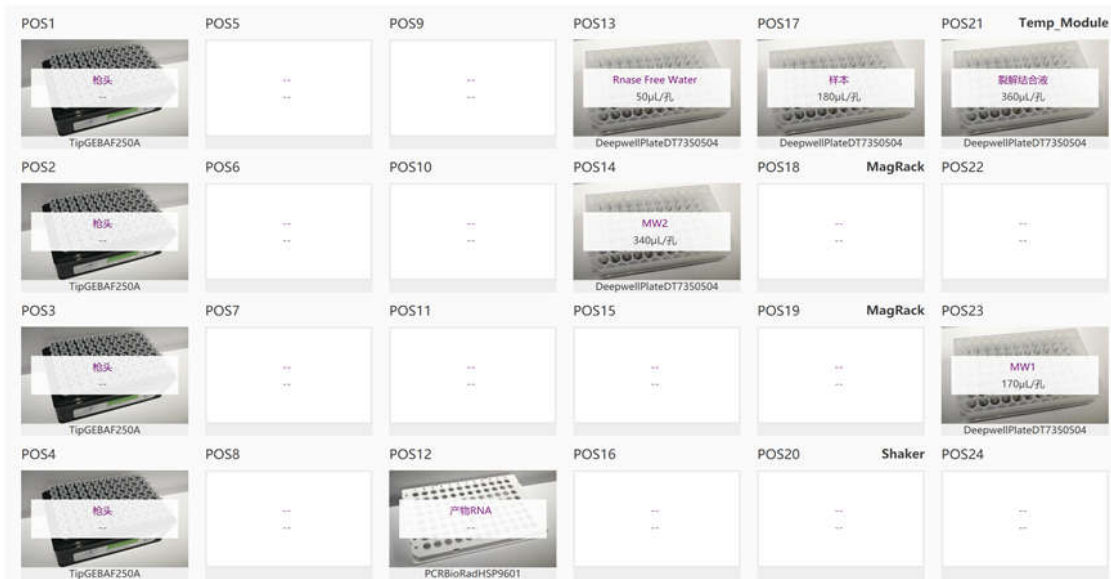 POS1
POS5
POS9
POS13
POS17
POS21 Temp_Module
枪头
--
TipGEBAF250A
--
--
--
--
Rnase Free Water
50μL/孔
DeepwellPlateDT7350504
样本
180μL/孔
DeepwellPlateDT7350504
裂解结合液
360μL/孔
DeepwellPlateDT7350504
POS2
POS6
POS10
POS14
POS18 MagRack
POS22
枪头
--
TipGEBAF250A
--
--
--
--
MW2
340μL/孔
DeepwellPlateDT7350504
--
--
--
--
POS3
POS7
POS11
POS15
POS19 MagRack
POS23
枪头
--
TipGEBAF250A
--
--
--
--
--
--
--
--
MW1
170μL/孔
DeepwellPlateDT7350504
POS4
POS8
POS12
POS16
POS20 Shaker
POS24
枪头
--
TipGEBAF250A
--
--
产物RNA
--
PCRBioRadHSP9601
--
--
--
--
--
--